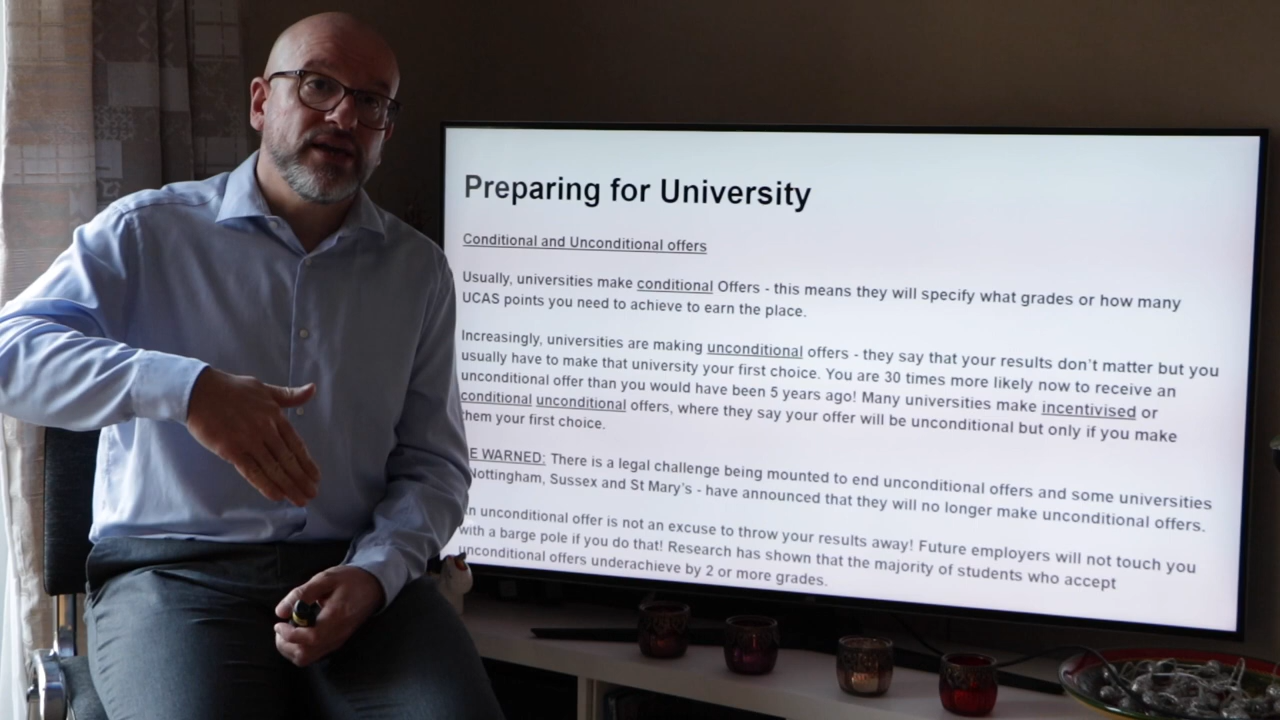 Preparing for University
Conditional and Unconditional offers
Usually, universities make conditional Offers - this means they will specify what grades or how many
UCAS points you need to achieve to earn the place.
Increasingly, universities are making unconditional offers - they say that your results don't matter but you
usually have to make that university your first choice. You are 30 times more likely now to receive an
unconditional offer than you would have been 5 years ago! Many universities make incentivised or
conditional unconditional offers, where they say your offer will be unconditional but only if you make
them your first choice.
E WARNED: There is a legal challenge being mounted to end unconditional offers and some universities
Nottingham, Sussex and St Mary's - have announced that they will no longer make unconditional offers.
n unconditional offer is not an excuse to throw your results away! Future employers will not touch you
with a barge pole if you do that! Research has shown that the majority of students who accept
unconditional offers underachieve by 2 or more grades.